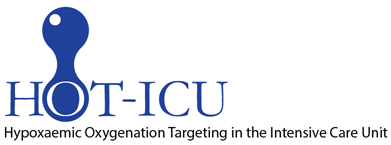 HOT-ICU
Hypoxaemic Oxygenation Targeting in the Intensive Care Unit